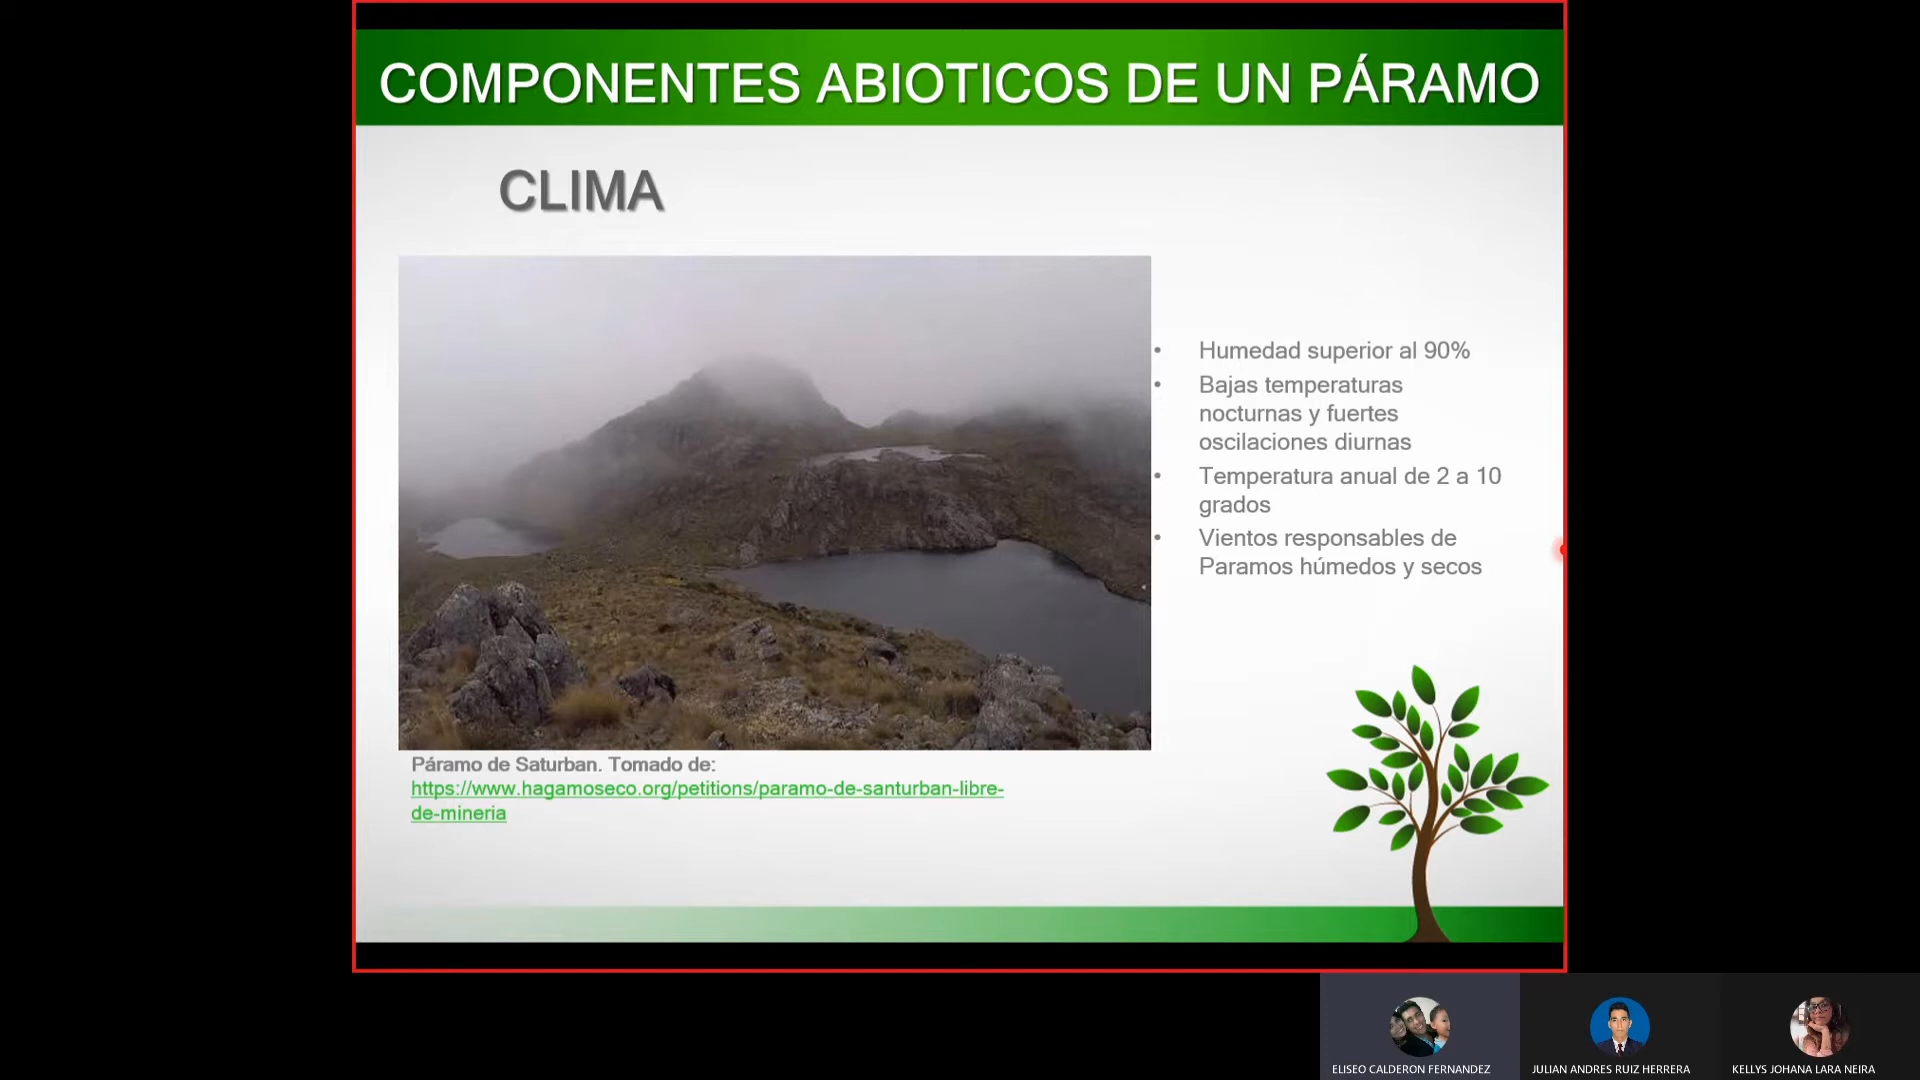 COMPONENTES ABIOTICOS DE UN PÁRAMO
CLIMA
• Humedad superior al 90%
• Bajas temperaturas
nocturnas y fuertes
oscilaciones diurnas
• Temperatura anual de 2 a 10
grados
• Vientos responsables de
Paramos húmedos y secos
Páramo de Saturban. Tomado de:
https://www.hagamoseco.org/petitions/paramo-de-santurban-libre-
de-mineria
ELISEO CALDERON FERNANDEZ
JULIAN ANDRES RUIZ HERRERA
KELLYS JOHANA LARA NEIRA